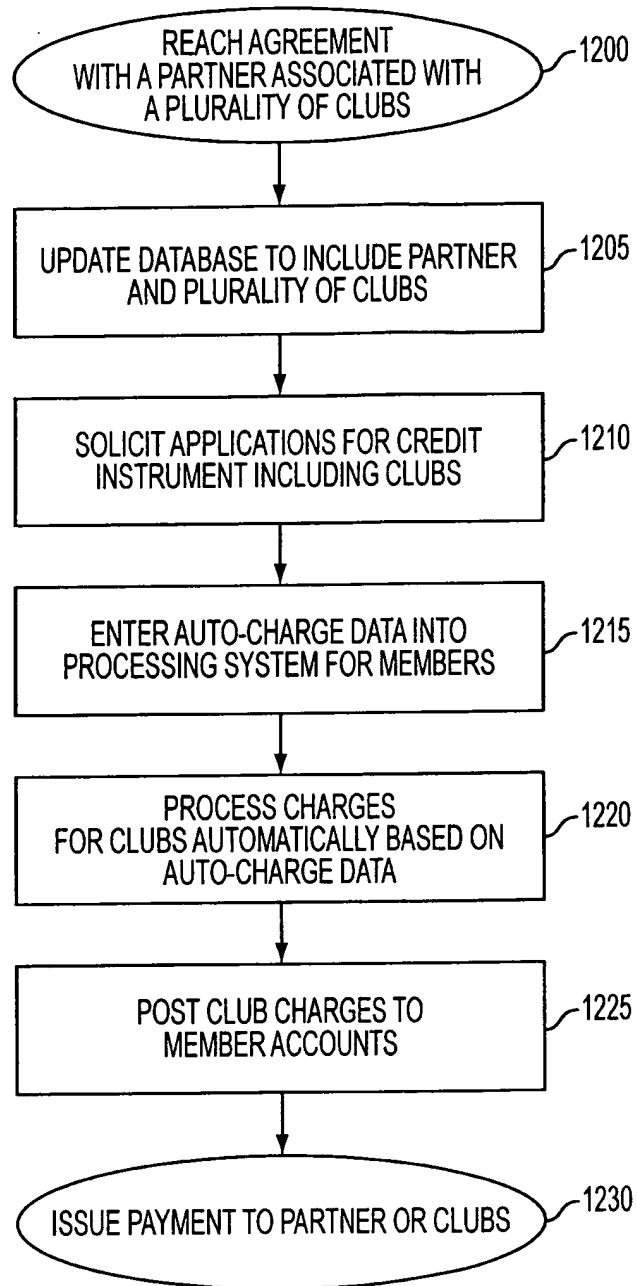 REACH AGREEMENT
WITH A PARTNER ASSOCIATED WITH
A PLURALITY OF CLUBS
1200
UPDATE DATABASE TO INCLUDE PARTNER
AND PLURALITY OF CLUBS
1205
SOLICIT APPLICATIONS FOR CREDIT
INSTRUMENT INCLUDING CLUBS
1210
ENTER AUTO-CHARGE DATA INTO
PROCESSING SYSTEM FOR MEMBERS
1215
PROCESS CHARGES
FOR CLUBS AUTOMATICALLY BASED ON
AUTO-CHARGE DATA
1220
POST CLUB CHARGES TO
MEMBER ACCOUNTS
1225
ISSUE PAYMENT TO PARTNER OR CLUBS
1230